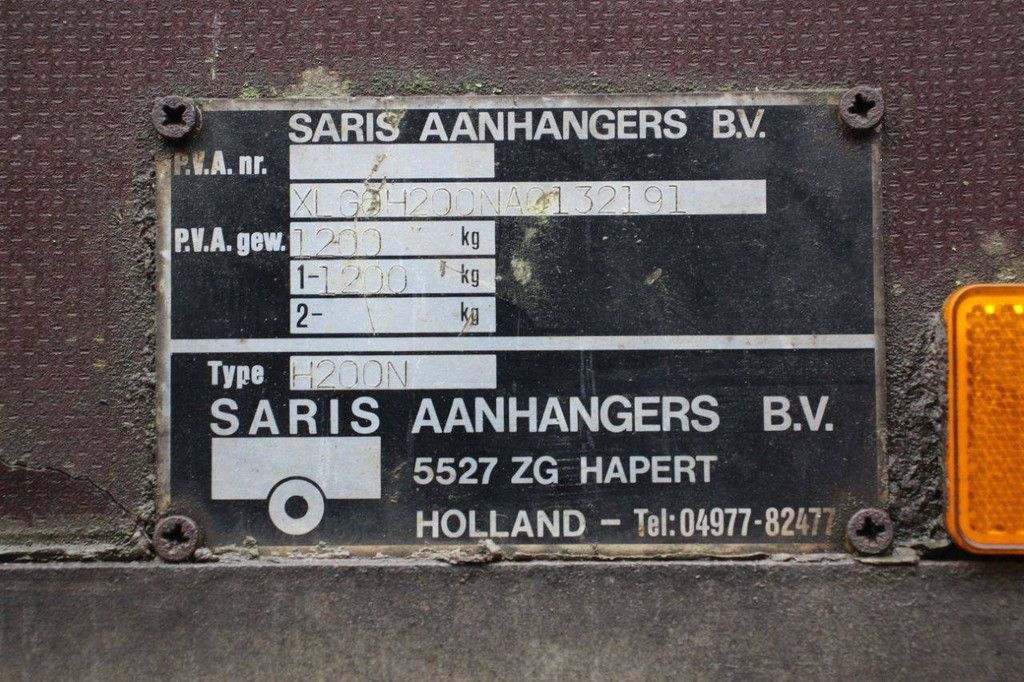 SARIS AANHANGERS B.V.
P.V.A. nr.
XLG0H200NA0132191
P.V.A. gew. 1200 kg
1-1200 kg
2- kg
Type H200N
SARIS AANHANGERS B.V.
5527 ZG HAPERT
HOLLAND - Tel: 04977-82477